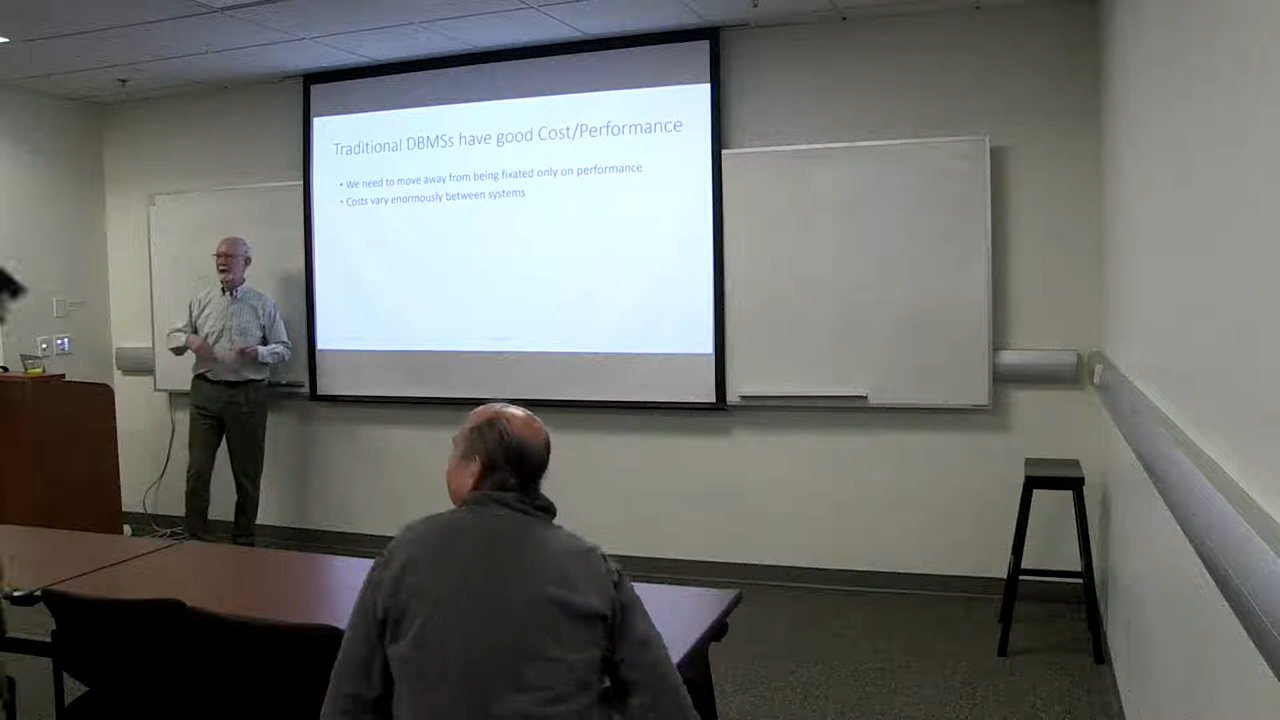 Traditional DBMSs have good Cost/Performance
• We need to move away from being fixated only on performance
• Costs vary enormously between systems